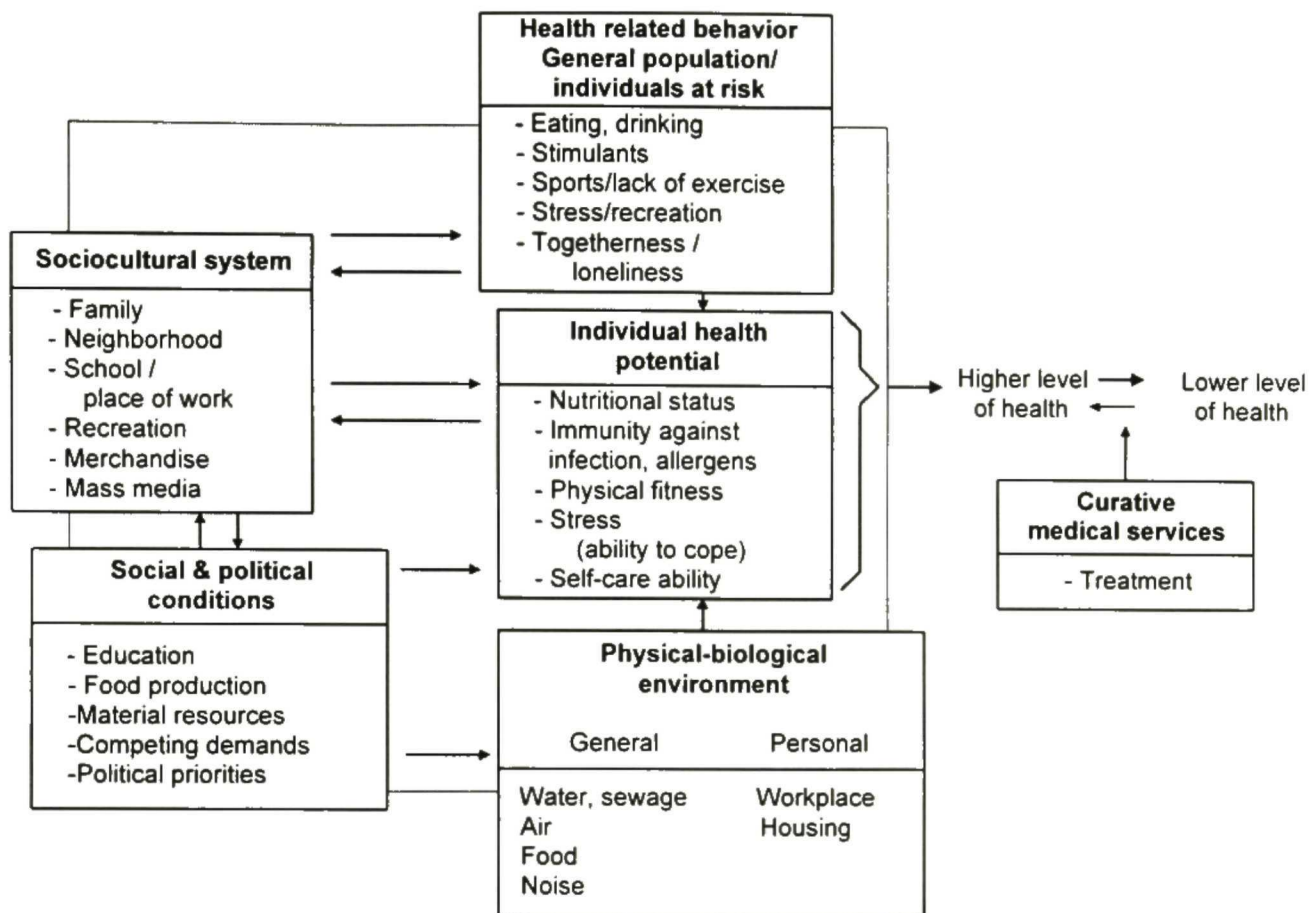 Health related behavior
General population/
individuals at risk
- Eating, drinking
- Stimulants
- Sports/lack of exercise
- Stress/recreation
- Togetherness /
loneliness
Sociocultural system
- Family
- Neighborhood
- School /
place of work
- Recreation
- Merchandise
- Mass media
Individual health
potential
- Nutritional status
- Immunity against
infection, allergens
- Physical fitness
- Stress
(ability to cope)
- Self-care ability
Higher level
of health
Lower level
of health
Curative
medical services
- Treatment
Social & political
conditions
- Education
- Food production
-Material resources
-Competing demands
-Political priorities
Physical-biological
environment
General Personal
Water, sewage Workplace
Air Housing
Food
Noise